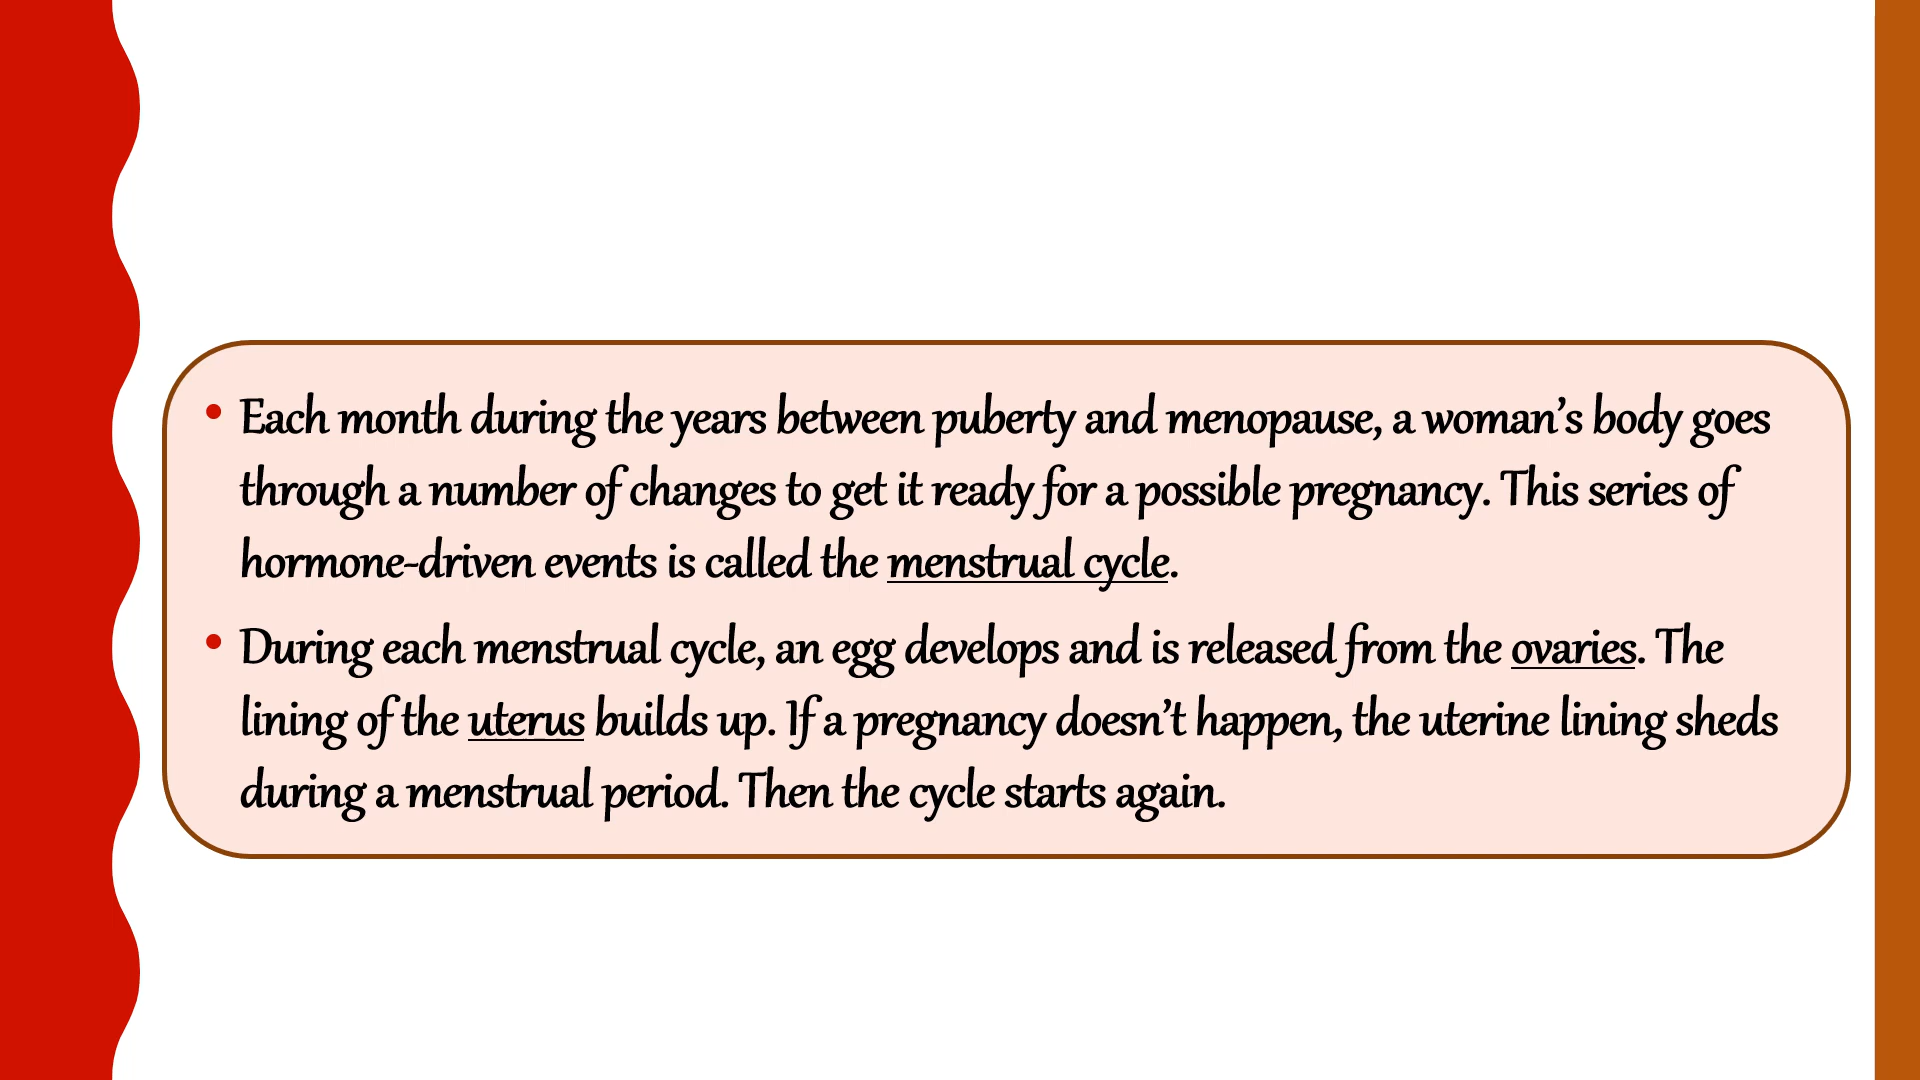 • Each month during the years between puberty and menopause, a woman’s body goes
through a number of changes to get it ready for a possible pregnancy. This series of
hormone-driven events is called the menstrual cycle.
• During each menstrual cycle, an egg develops and is released from the ovaries. The
lining of the uterus builds up. If a pregnancy doesn’t happen, the uterine lining sheds
during a menstrual period. Then the cycle starts again.